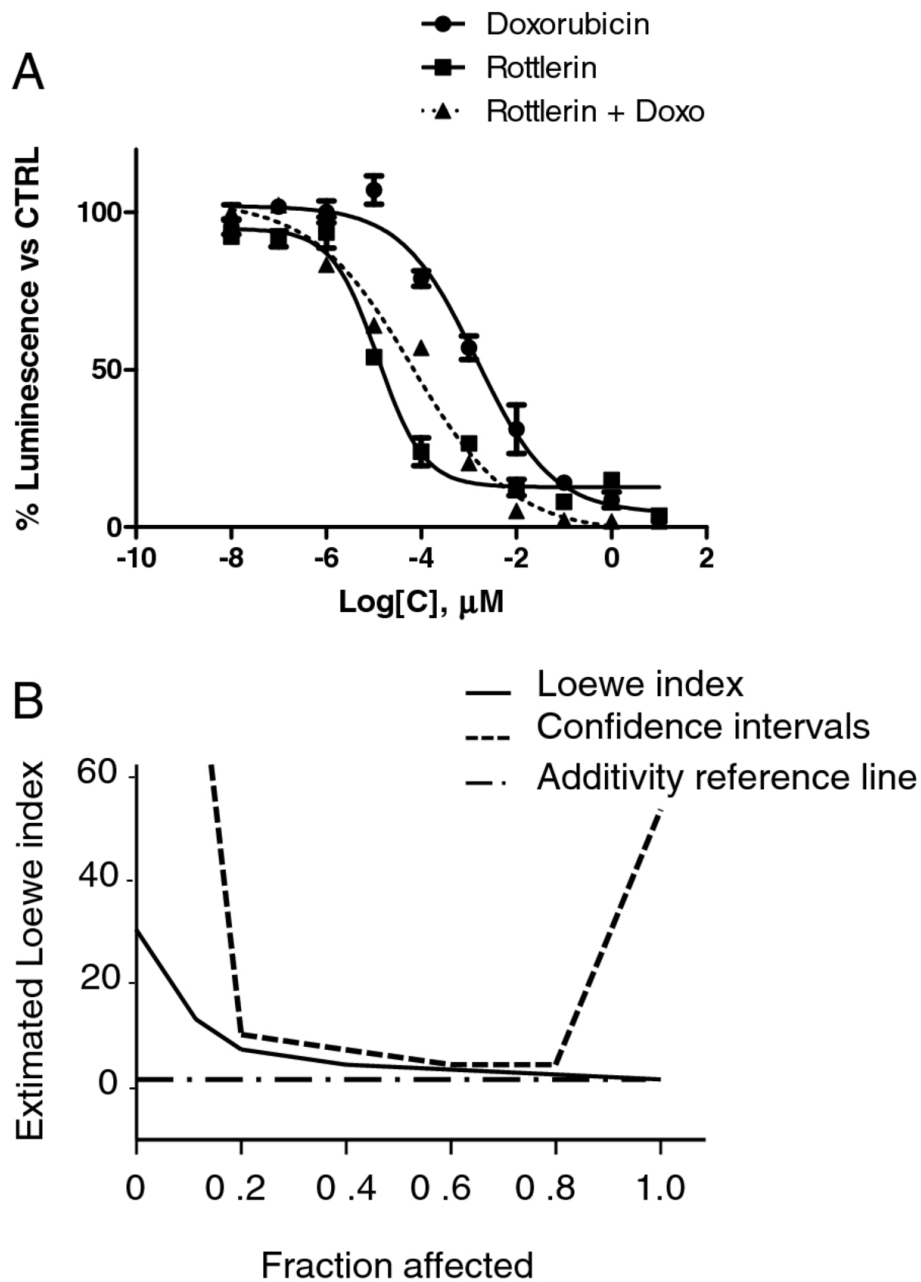 A
Doxorubicin
Rottlerin
Rottlerin + Doxo
% Luminescence vs CTRL
100
50
0
-10
-8
-6
-4
-2
0
2
Log[C], μM
B
Loewe index
Confidence intervals
Additivity reference line
Extimated Loewe index
60
40
20
0
0
0 .2
0 .4
0 .6
0 .8
1.0
Fraction affected